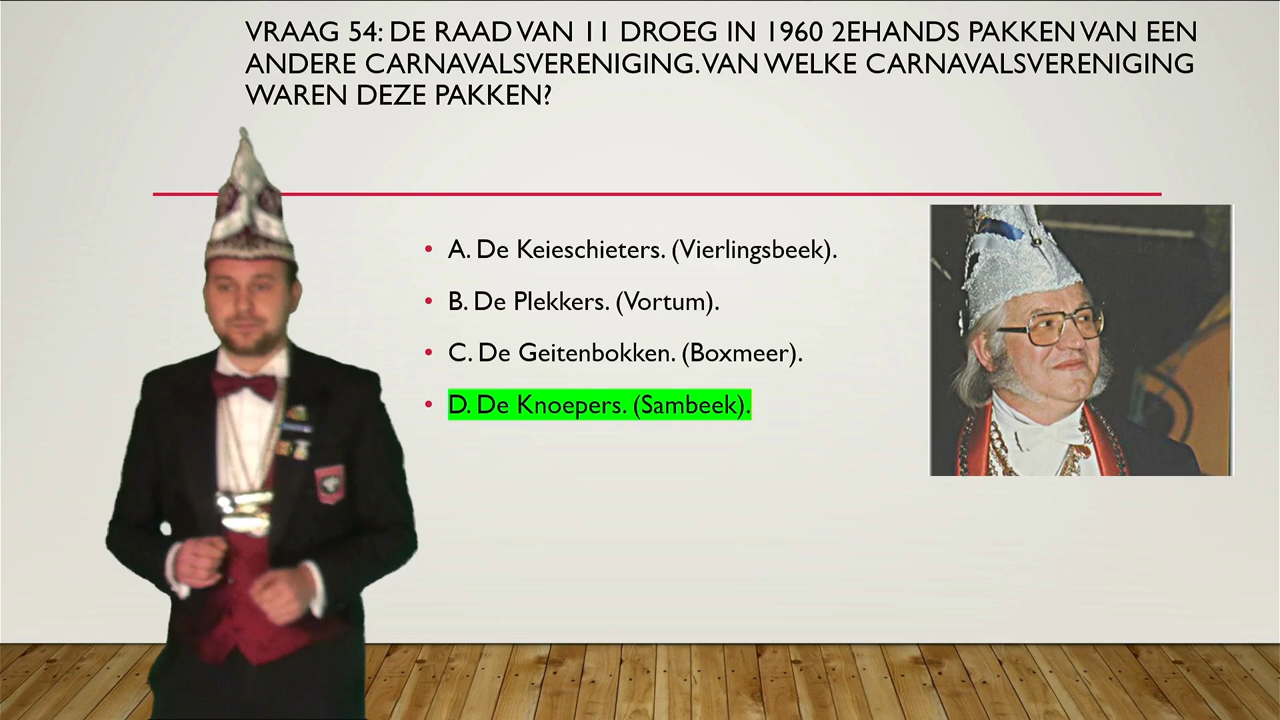 VRAAG 54: DE RAAD VAN 11 DROEG IN 1960 2EHANDS PAKKEN VAN EEN
ANDERE CARNAVALSVERENIGING. VAN WELKE CARNAVALSVERENIGING
WAREN DEZE PAKKEN?
• A. De Keieschieters. (Vierlingsbeek).
• B. De Plekkers. (Vortum).
• C. De Geitenbokken. (Boxmeer).
• D. De Knoepers. (Sambeek).